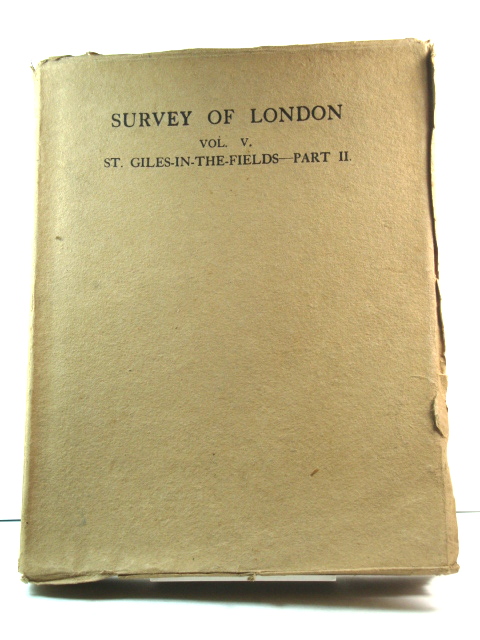 SURVEY OF LONDON
VOL. V.
ST. GILES-IN-THE-FIELDS—PART II.